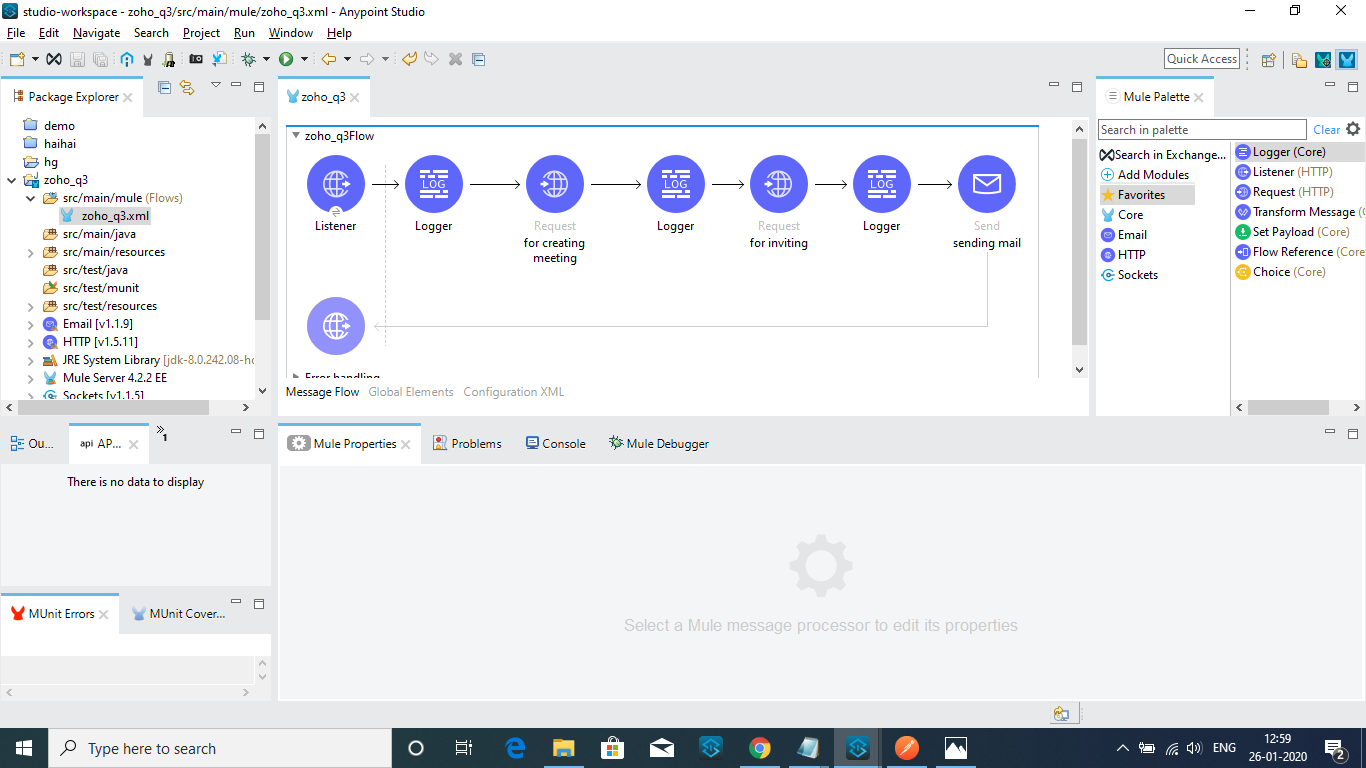 studio-workspace - zoho_q3/src/main/mule/zoho_q3.xml - Anypoint Studio
File Edit Navigate Search Project Run Window Help
Quick Access
Package Explorer
demo
haihai
hg
zoho_q3
src/main/mule (Flows)
zoho_q3.xml
src/main/java
src/main/resources
src/test/java
src/test/munit
src/test/resources
Email [v1.1.9]
HTTP [v1.5.11]
JRE System Library [jdk-8.0.242.08-hc
Mule Server 4.2.2 EE
Sockets [v1.1.5]
zoho_q3
zoho_q3Flow
Listener
LOG
Logger
Request
for creating
meeting
LOG
Logger
Request
for inviting
LOG
Logger
Send
sending mail
Error handling
Message Flow Global Elements Configuration XML
Mule Palette
Search in palette
Clear
Search in Exchange...
Add Modules
Favorites
Core
Email
HTTP
Sockets
Logger (Core)
Listener (HTTP)
Request (HTTP)
Transform Message (C
Set Payload (Core)
Flow Reference (Core
Choice (Core)
Ou...
api AP...
»1
There is no data to display
MUnit Errors
MUnit Cover...
Mule Properties
Problems
Console
Mule Debugger
Select a Mule message processor to edit its properties
Type here to search
ENG
12:59
26-01-2020
2